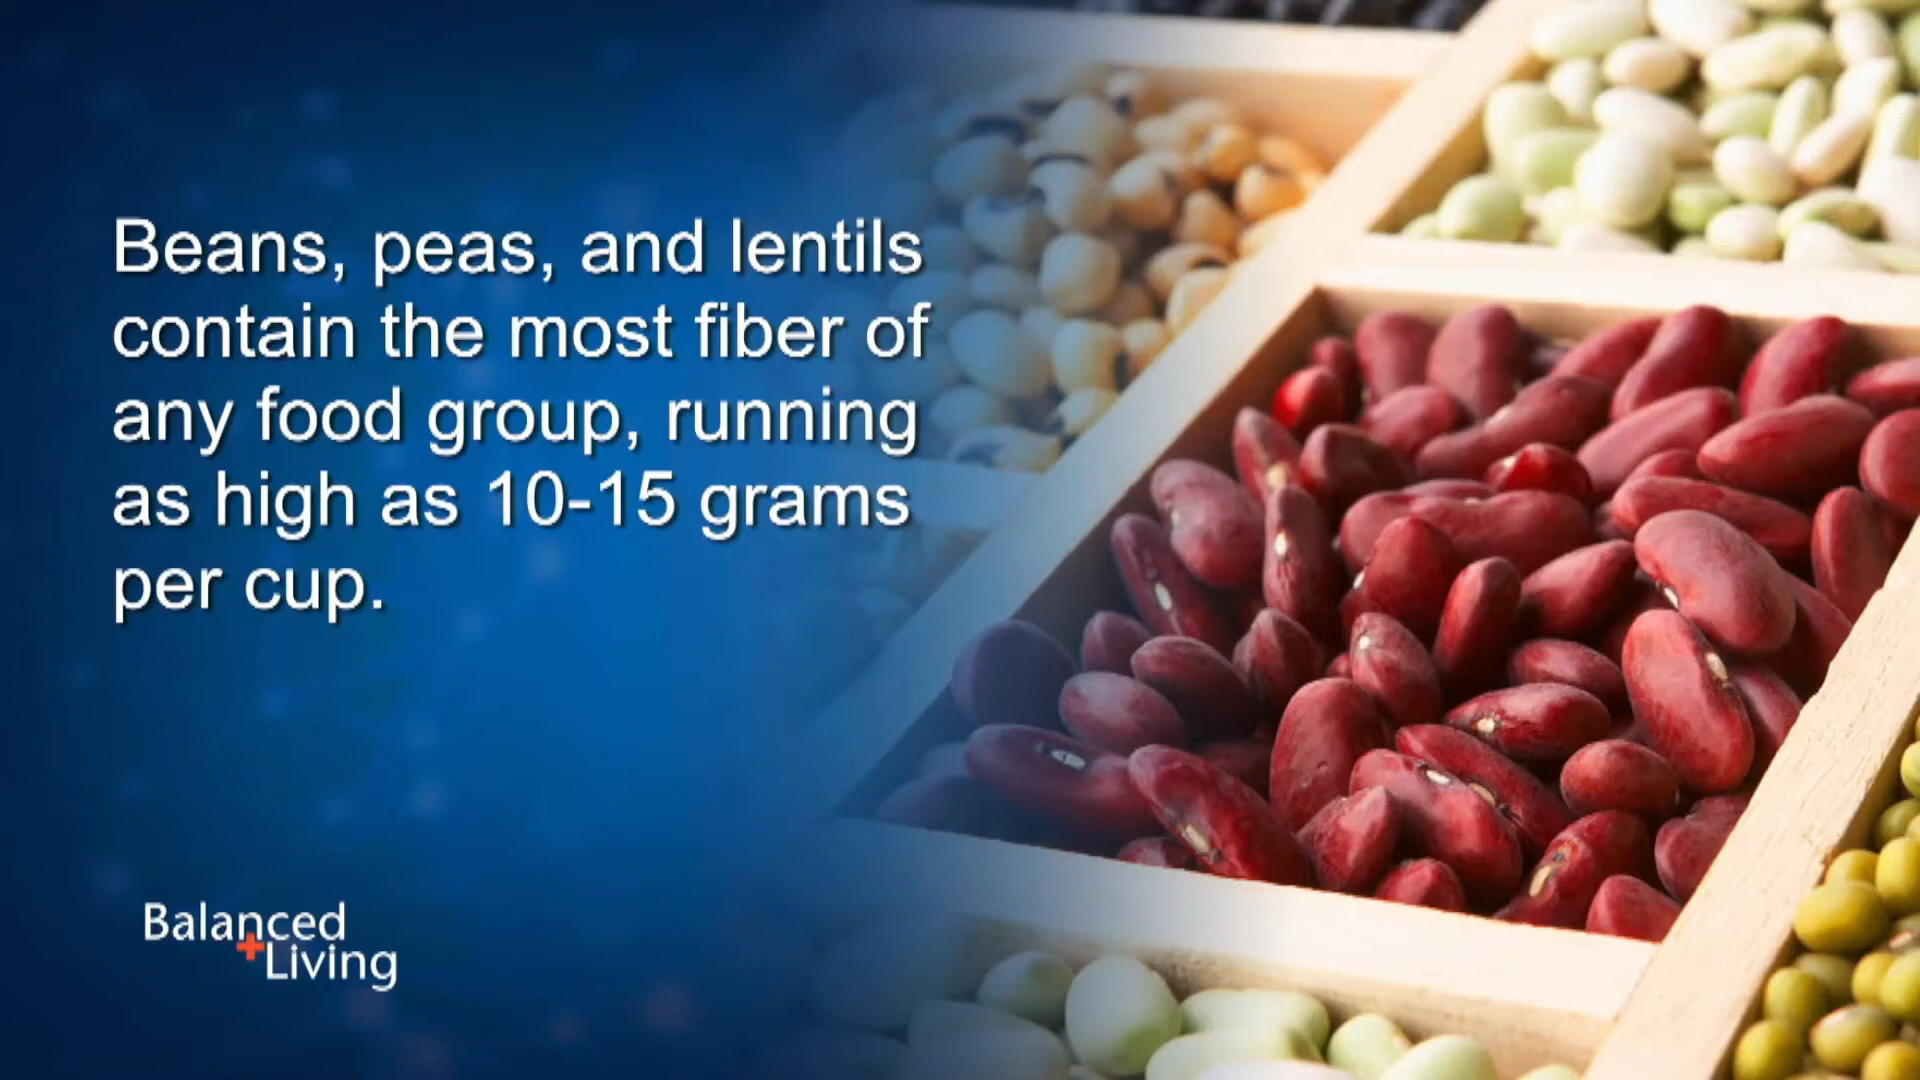 Beans, peas, and lentils
contain the most fiber of
any food group, running
as high as 10-15 grams
per cup.
Balanced
+Living